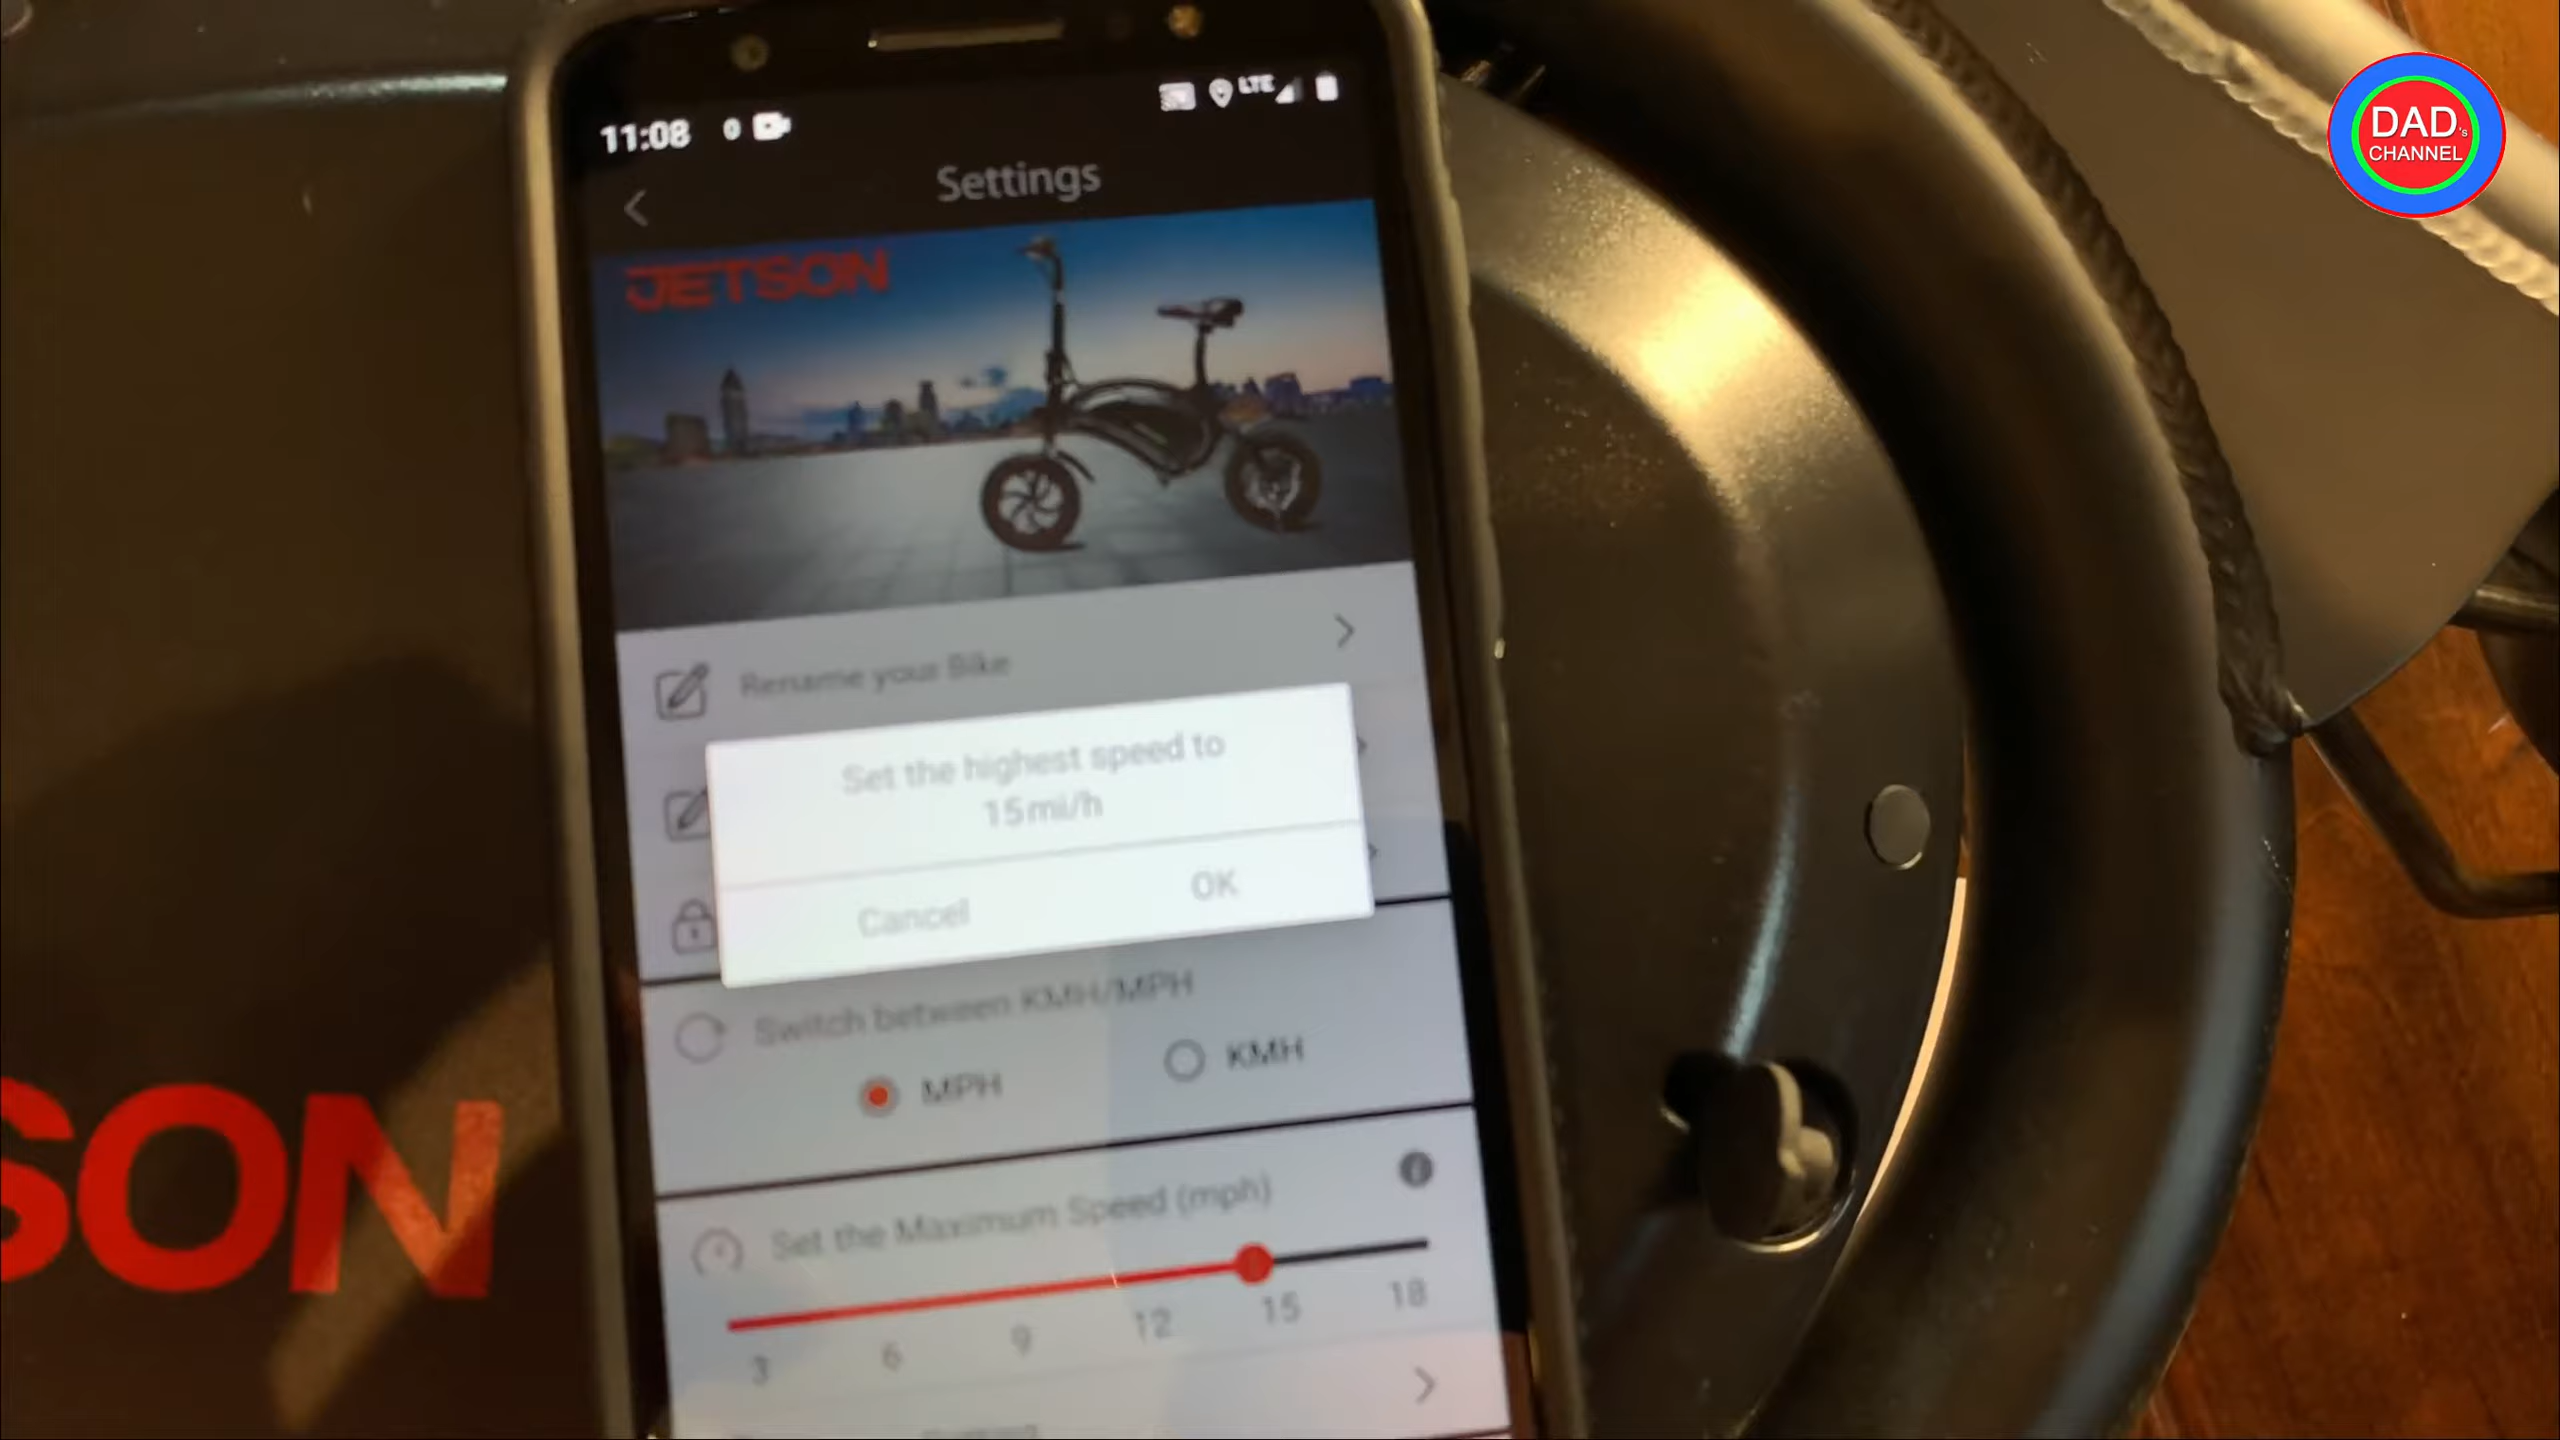 11:08
LTE
Settings
JETSON
Rename your Bike
Set the highest speed to
15mi/h
Cancel
OK
Switch between KMH/MPH
MPH
KMH
Set the Maximum Speed (mph)
3 6 9 12 15 18
SON
DAD's
CHANNEL